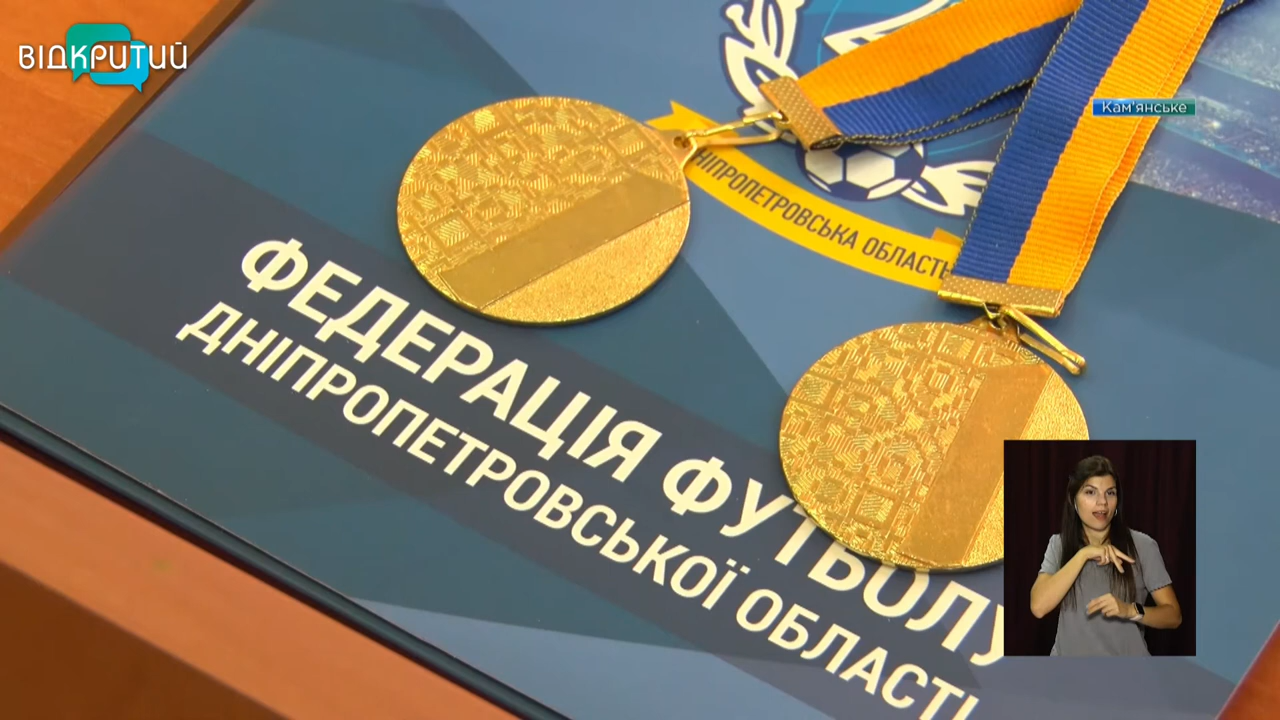 ВІДКРИТИЙ
Кам'янське
ДНІПРОПЕТРОВСЬКА ОБЛАСТЬ
ФЕДЕРАЦІЯ ФУТБОЛУ
ДНІПРОПЕТРОВСЬКОЇ ОБЛАСТІ